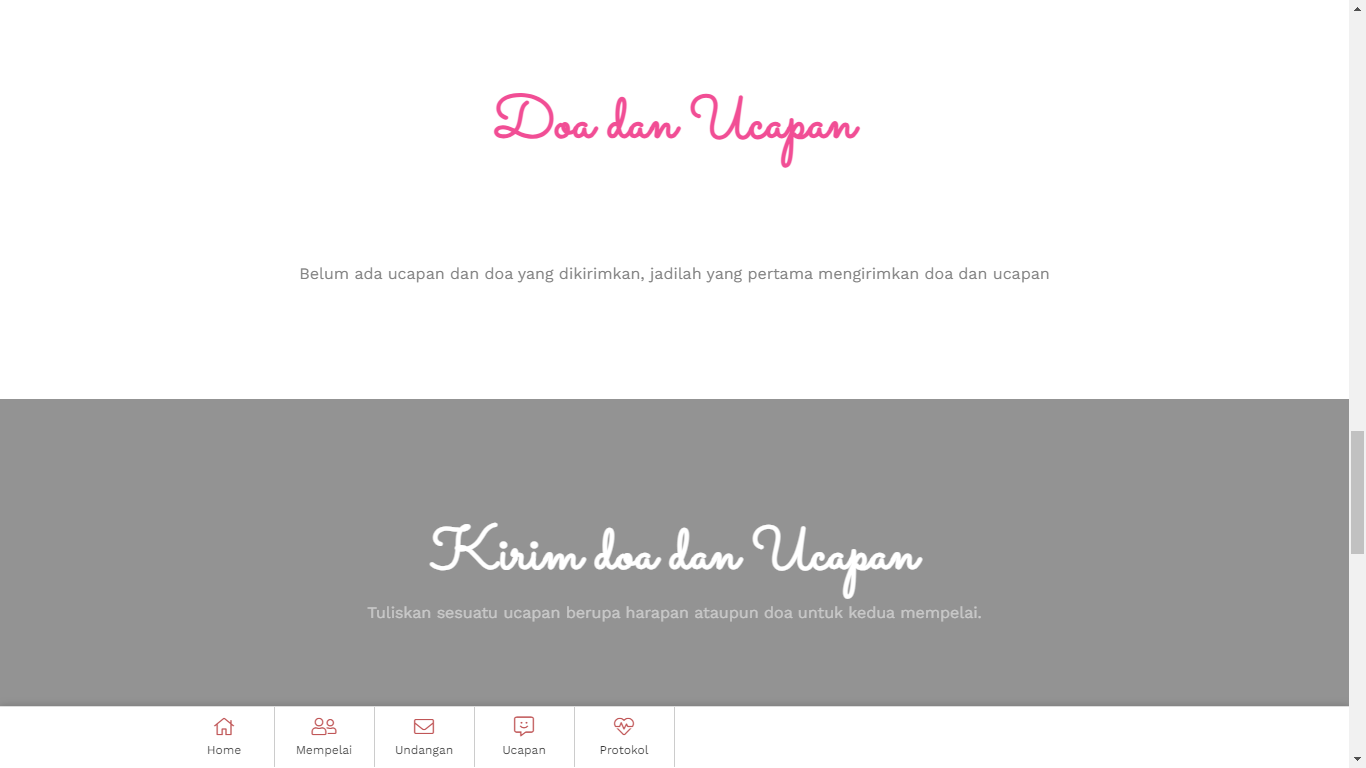 Doa dan Ucapan
Belum ada ucapan dan doa yang dikirimkan, jadilah yang pertama mengirimkan doa dan ucapan
Kirim doa dan Ucapan
Tuliskan sesuatu ucapan berupa harapan ataupun doa untuk kedua mempelai.
Home Mempelai Undangan Ucapan Protokol